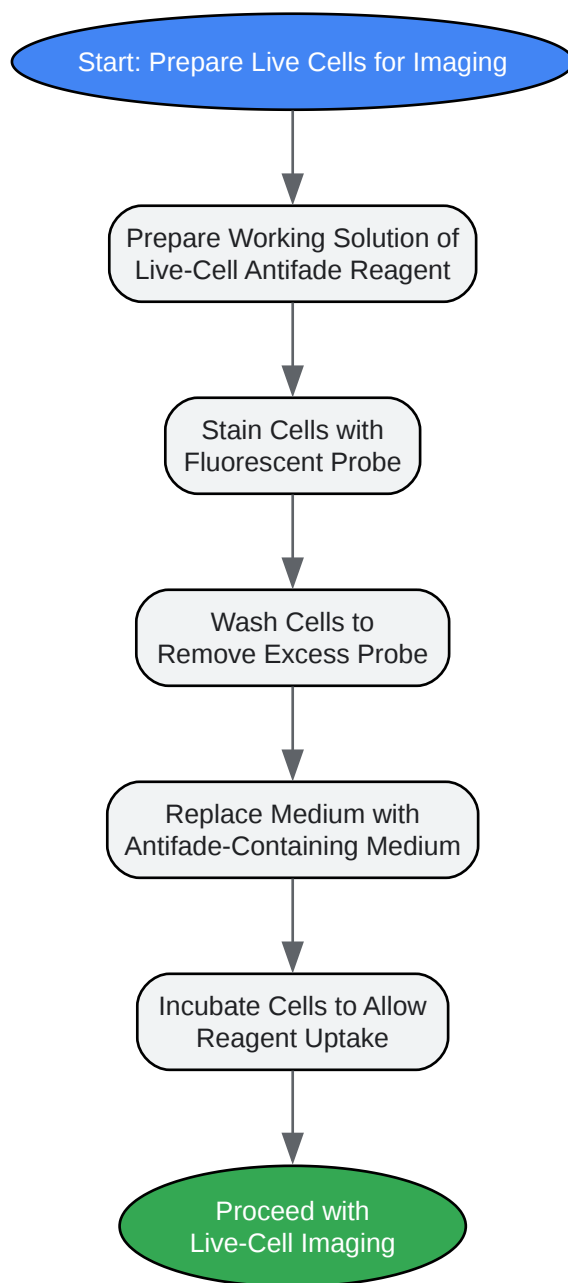 Start: Prepare Live Cells for Imaging
Prepare Working Solution of
Live-Cell Antifade Reagent
Stain Cells with
Fluorescent Probe
Wash Cells to
Remove Excess Probe
Replace Medium with
Antifade-Containing Medium
Incubate Cells to Allow
Reagent Uptake
Proceed with
Live-Cell Imaging